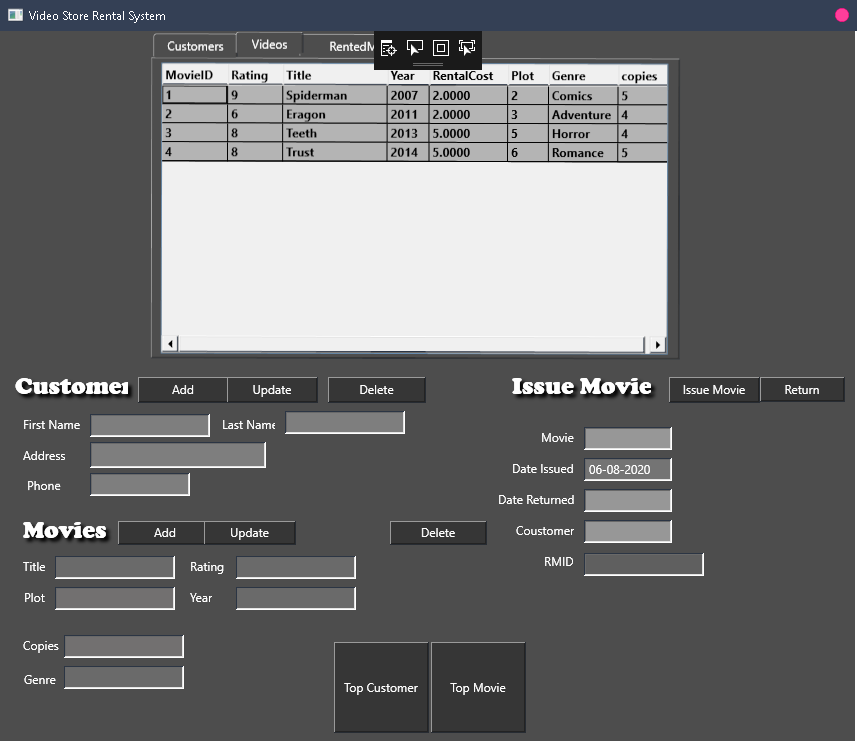 Video Store Rental System
Customers Videos RentedM
MovieID Rating Title Year RentalCost Plot Genre copies
1 9 Spiderman 2007 2.0000 2 Comics 5
2 6 Eragon 2011 2.0000 3 Adventure 4
3 8 Teeth 2013 5.0000 5 Horror 4
4 8 Trust 2014 5.0000 6 Romance 5
Customer Add Update Delete
First Name Last Name
Address
Phone
Issue Movie Issue Movie Return
Movie
Date Issued 06-08-2020
Date Returned
Coustomer
RMID
Movies Add Update Delete
Title Rating
Plot Year
Copies
Genre
Top Customer Top Movie